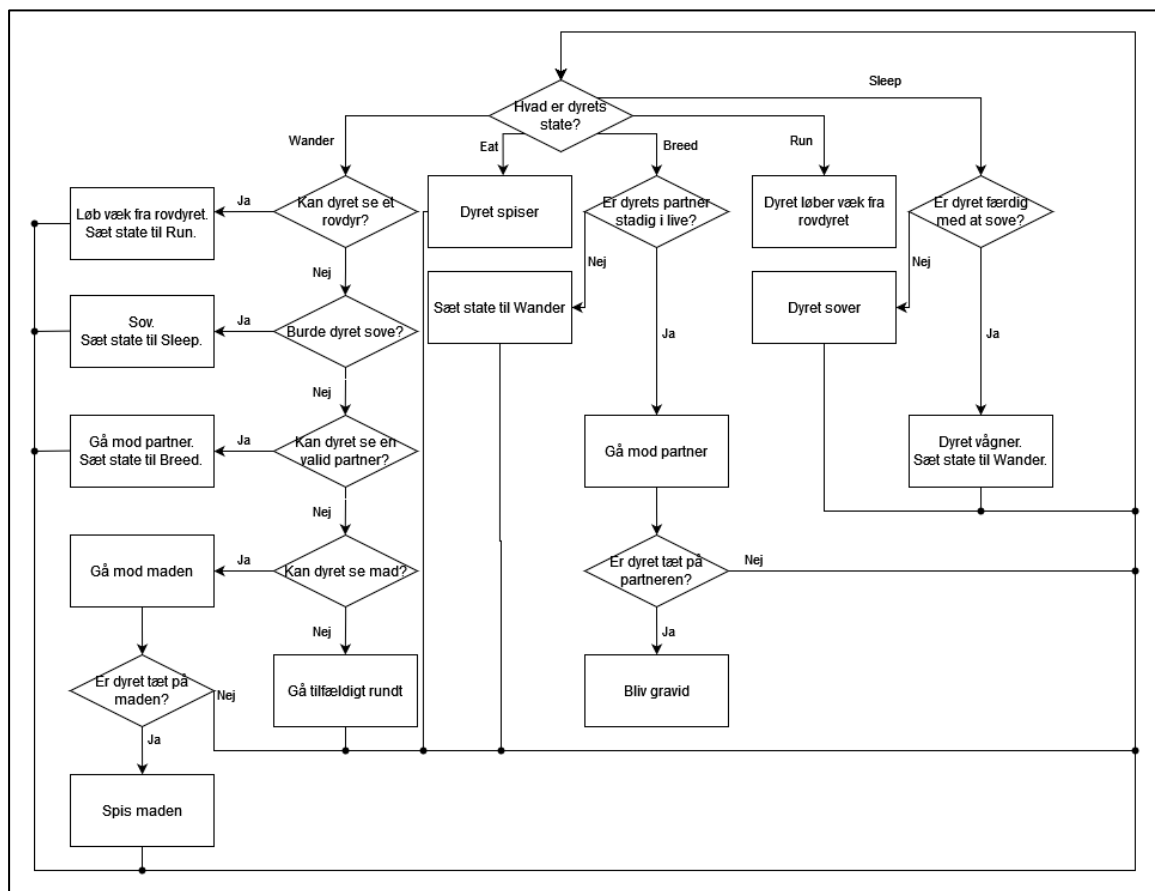 Sleep
Hvad er dyrets
state?
Wander
Eat
Breed
Run
Løb væk fra rovdyret.
Sæt state til Run.
Ja
Kan dyret se et
rovdyr?
Dyret spiser
Er dyrets partner
stadig i live?
Dyret løber væk fra
rovdyret
Er dyret færdig
med at sove?
Nej
Nej
Nej
Sov.
Sæt state til Sleep.
Ja
Burde dyret sove?
Sæt state til Wander
Dyret sover
Ja
Ja
Nej
Gå mod partner.
Sæt state til Breed.
Ja
Kan dyret se en
valid partner?
Gå mod partner
Dyret vågner.
Sæt state til Wander.
Nej
Gå mod maden
Ja
Kan dyret se mad?
Er dyret tæt på
partneren?
Nej
Nej
Ja
Er dyret tæt på
maden?
Nej
Gå tilfældigt rundt
Bliv gravid
Ja
Spis maden